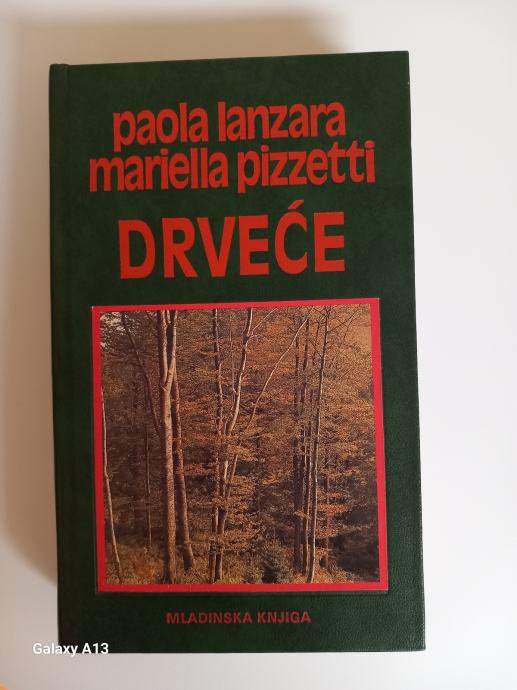 paola lanzara
mariella pizzetti
DRVEĆE
MLADINSKA KNJIGA
Galaxy A13